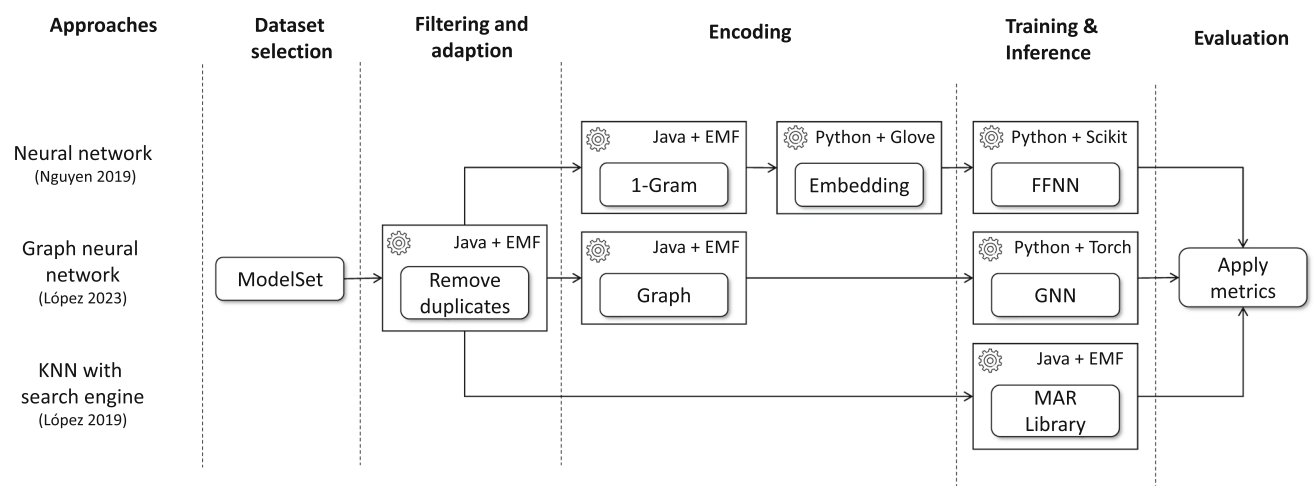 Approaches
Dataset
selection
Filtering and
adaption
Encoding
Training &
Inference
Evaluation
Neural network
(Nguyen 2019)
Java + EMF
1-Gram
Python + Glove
Embedding
Python + Scikit
FFNN
Graph neural
network
(López 2023)
ModelSet
Java + EMF
Remove
duplicates
Java + EMF
Graph
Python + Torch
GNN
Apply
metrics
KNN with
search engine
(López 2019)
Java + EMF
MAR
Library